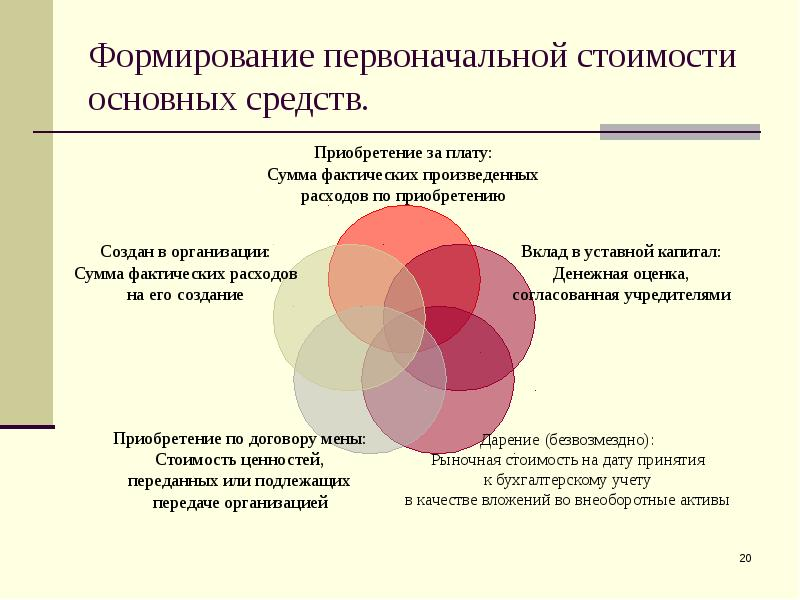 Формирование первоначальной стоимости
основных средств.
Приобретение за плату:
Сумма фактических произведенных
расходов по приобретению
Создан в организации:
Сумма фактических расходов
на его создание
Вклад в уставной капитал:
Денежная оценка,
согласованная учредителями
Приобретение по договору мены:
Стоимость ценностей,
переданных или подлежащих
передаче организацией
Дарение (безвозмездно):
Рыночная стоимость на дату принятия
к бухгалтерскому учету
в качестве вложений во внеоборотные активы
20